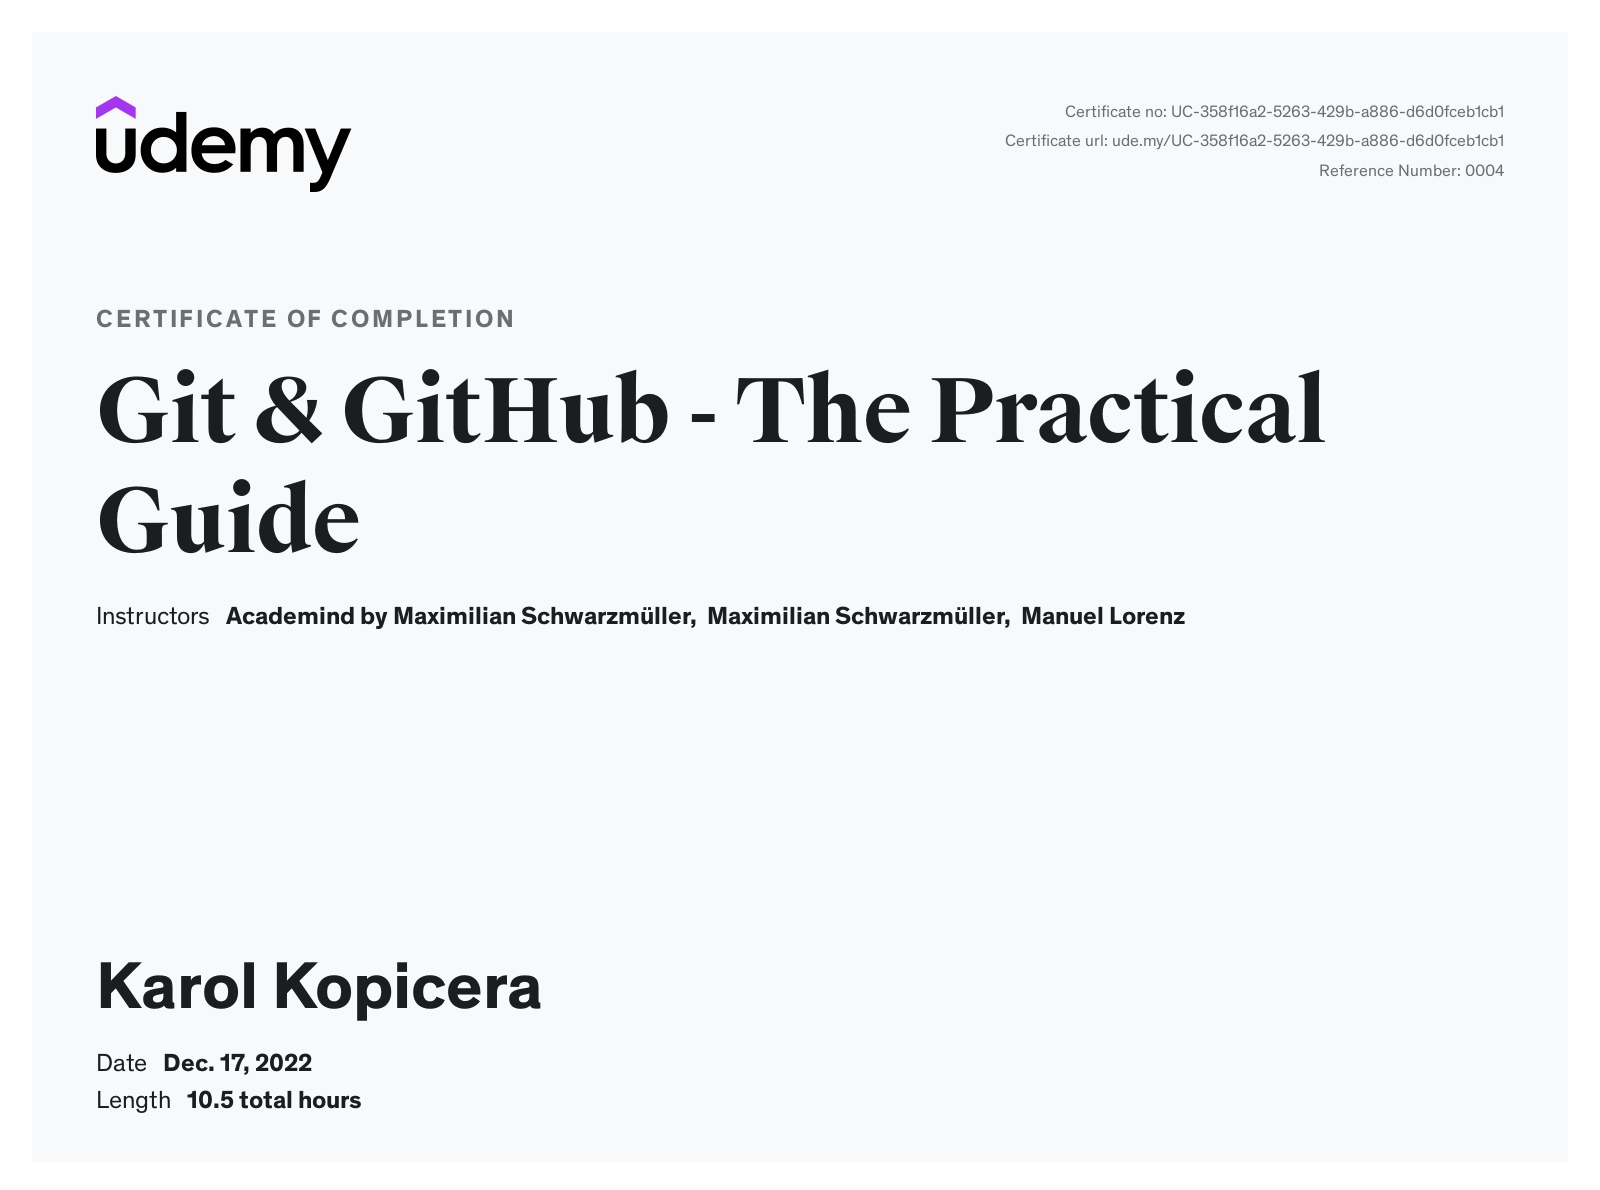 udemy
Certificate no: UC-358f16a2-5263-429b-a886-d6d0fceb1cb1
Certificate url: ude.my/UC-358f16a2-5263-429b-a886-d6d0fceb1cb1
Reference Number: 0004
CERTIFICATE OF COMPLETION
Git & GitHub - The Practical
Guide
Instructors Academind by Maximilian Schwarzmüller, Maximilian Schwarzmüller, Manuel Lorenz
Karol Kopicera
Date Dec. 17, 2022
Length 10.5 total hours